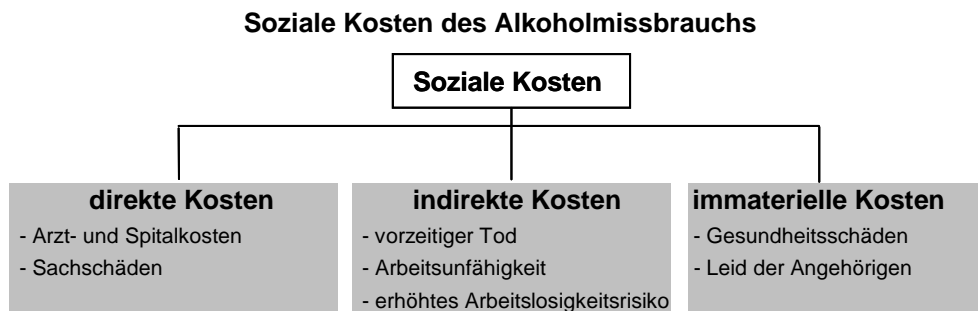 Soziale Kosten des Alkoholmissbrauchs
Soziale Kosten
direkte Kosten
- Arzt- und Spitalkosten
- Sachschäden
indirekte Kosten
- vorzeitiger Tod
- Arbeitsunfähigkeit
- erhöhtes Arbeitslosigkeitsrisiko
immaterielle Kosten
- Gesundheitsschäden
- Leid der Angehörigen